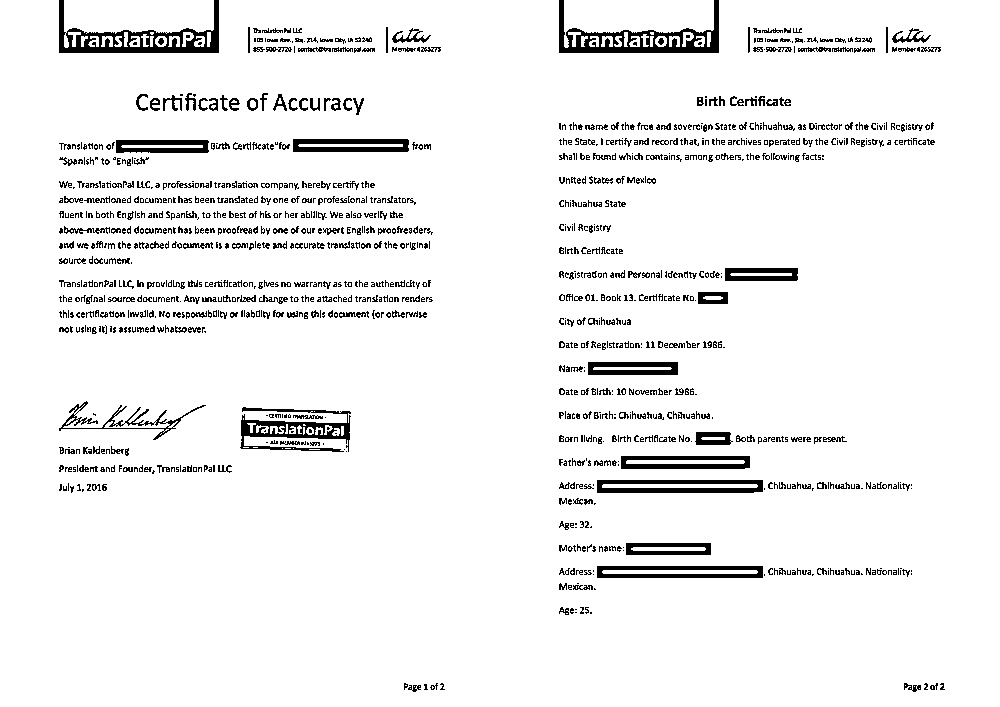 TranslationPal
TranslationPal LLC
105 Iowa Ave., Ste. 214, Iowa City, IA 52240
855-500-2720 | contact@translationpal.com
ata
Member #265273
Certificate of Accuracy
Translation of Birth Certificate" for from
"Spanish" to "English"
We, TranslationPal LLC, a professional translation company, hereby certify the
above-mentioned document has been translated by one of our professional translators,
fluent in both English and Spanish, to the best of his or her ability. We also verify the
above-mentioned document has been proofread by one of our expert English proofreaders,
and we affirm the attached document is a complete and accurate translation of the original
source document.
TranslationPal LLC, in providing this certification, gives no warranty as to the authenticity of
the original source document. Any unauthorized change to the attached translation renders
this certification invalid. No responsibility or liability for using this document (or otherwise
not using it) is assumed whatsoever.
Brian Kaldenberg
CERTIFIED TRANSLATION
TranslationPal
ATA MEMBER #265273
Brian Kaldenberg
President and Founder, TranslationPal LLC
July 1, 2016
Page 1 of 2
TranslationPal
TranslationPal LLC
105 Iowa Ave., Ste. 214, Iowa City, IA 52240
855-500-2720 | contact@translationpal.com
ata
Member #265273
Birth Certificate
In the name of the free and sovereign State of Chihuahua, as Director of the Civil Registry of
the State, I certify and record that, in the archives operated by the Civil Registry, a certificate
shall be found which contains, among others, the following facts:
United States of Mexico
Chihuahua State
Civil Registry
Birth Certificate
Registration and Personal Identity Code:
Office 01. Book 13. Certificate No.
City of Chihuahua
Date of Registration: 11 December 1986.
Name:
Date of Birth: 10 November 1986.
Place of Birth: Chihuahua, Chihuahua.
Born living. Birth Certificate No. . Both parents were present.
Father's name:
Address: , Chihuahua, Chihuahua. Nationality:
Mexican.
Age: 32.
Mother's name:
Address: , Chihuahua, Chihuahua. Nationality:
Mexican.
Age: 25.
Page 2 of 2